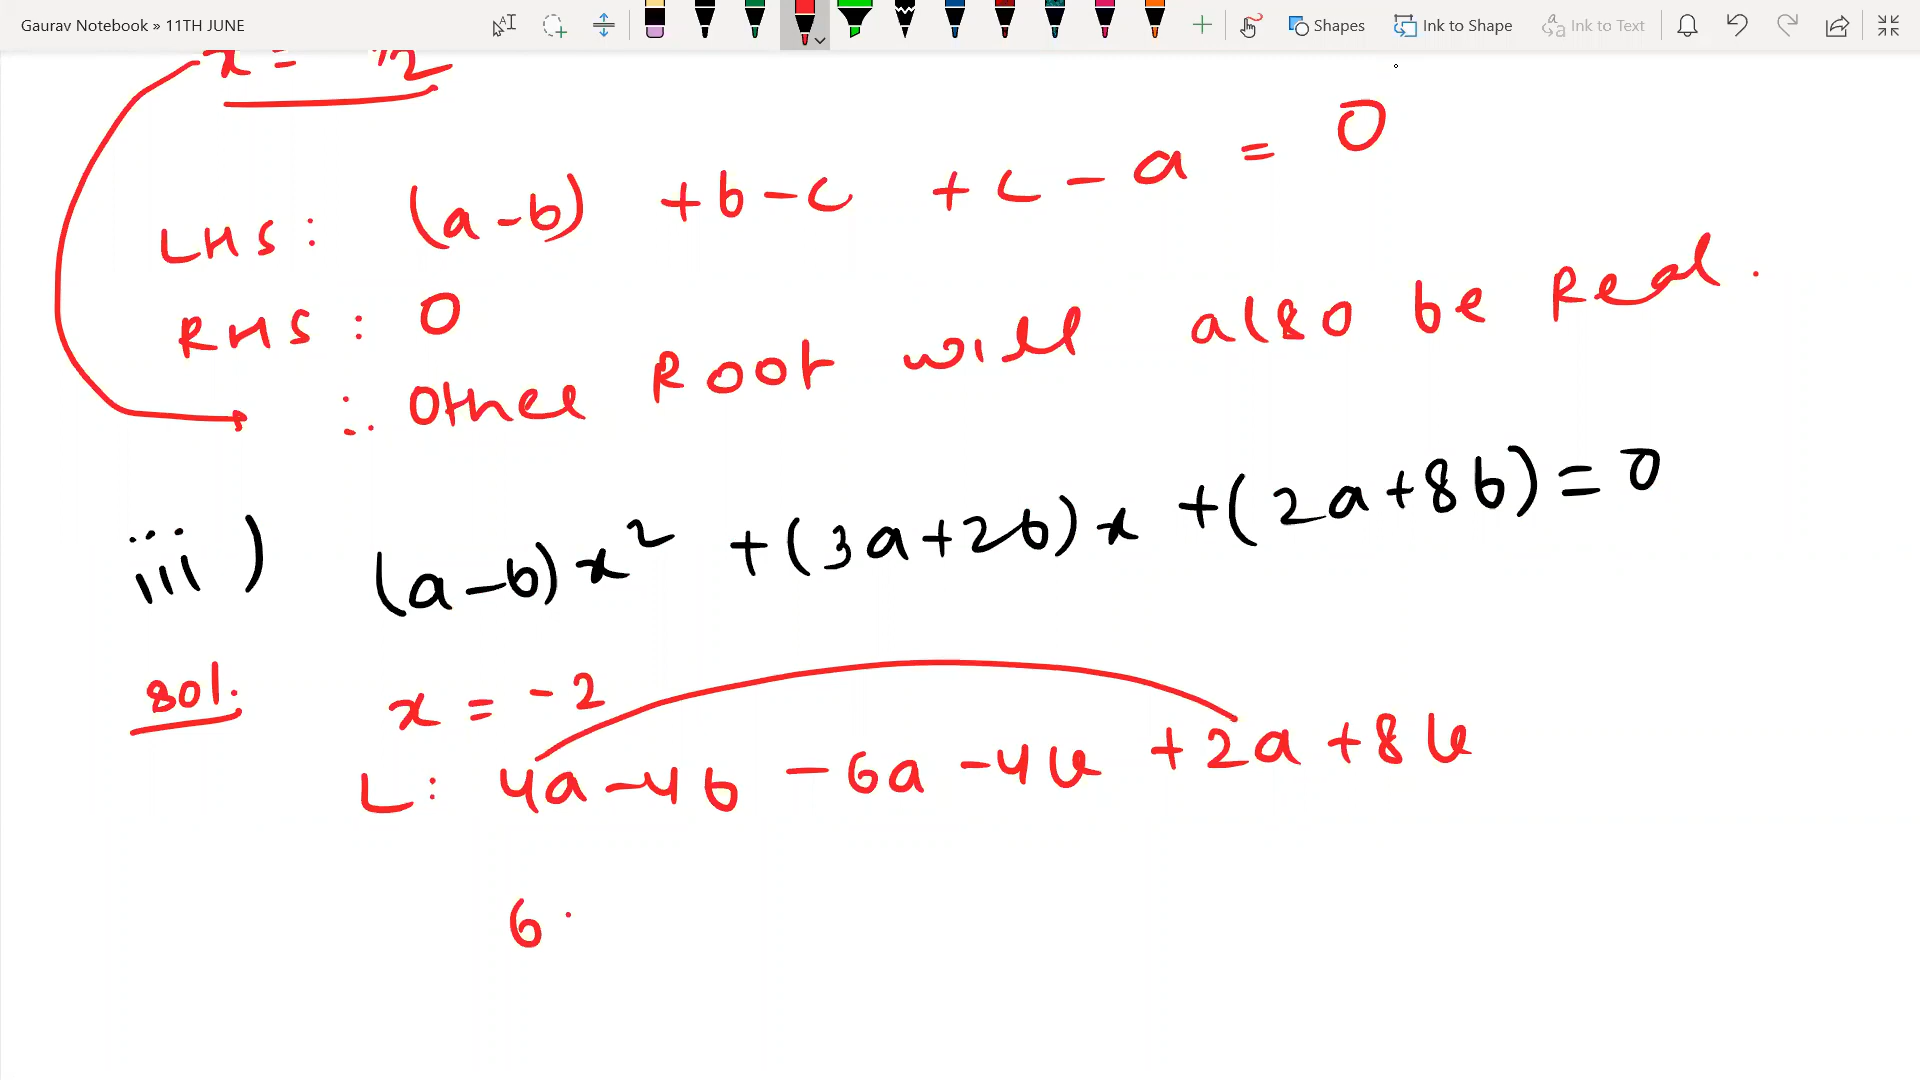 Gaurav Notebook » 11TH JUNE
Shapes
Ink to Shape
Ink to Text
LHS : (a-b) +b-c +c-a = 0
RHS : 0
∴ Other Root will also be Real.
iii) (a-b)x² +(3a+2b)x +(2a+8b)=0
sol. x = -2
L: 4a-4b -6a-4b +2a+8b
6